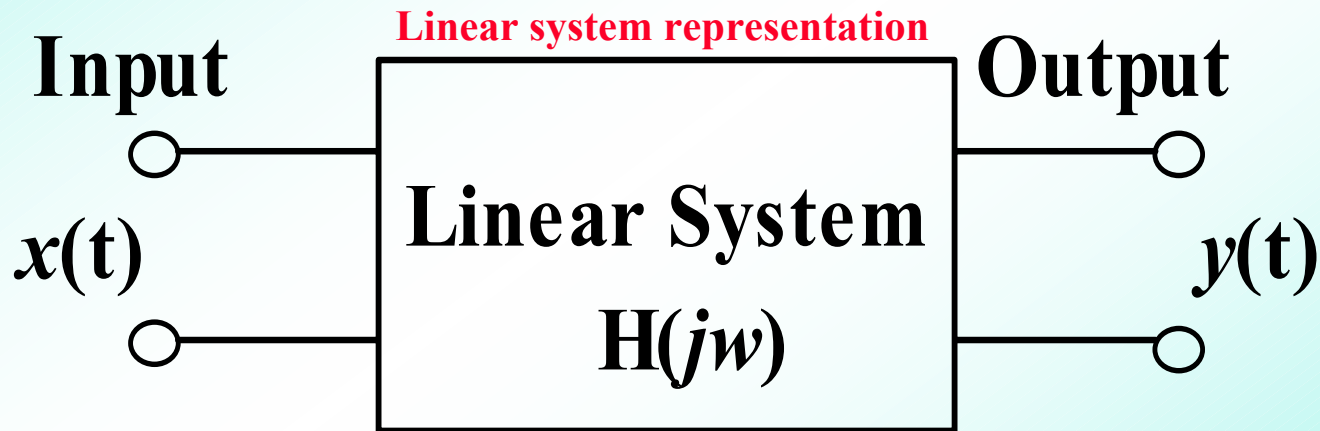 Linear system representation
Input
Output
Linear System
x(t)
y(t)
H(jw)